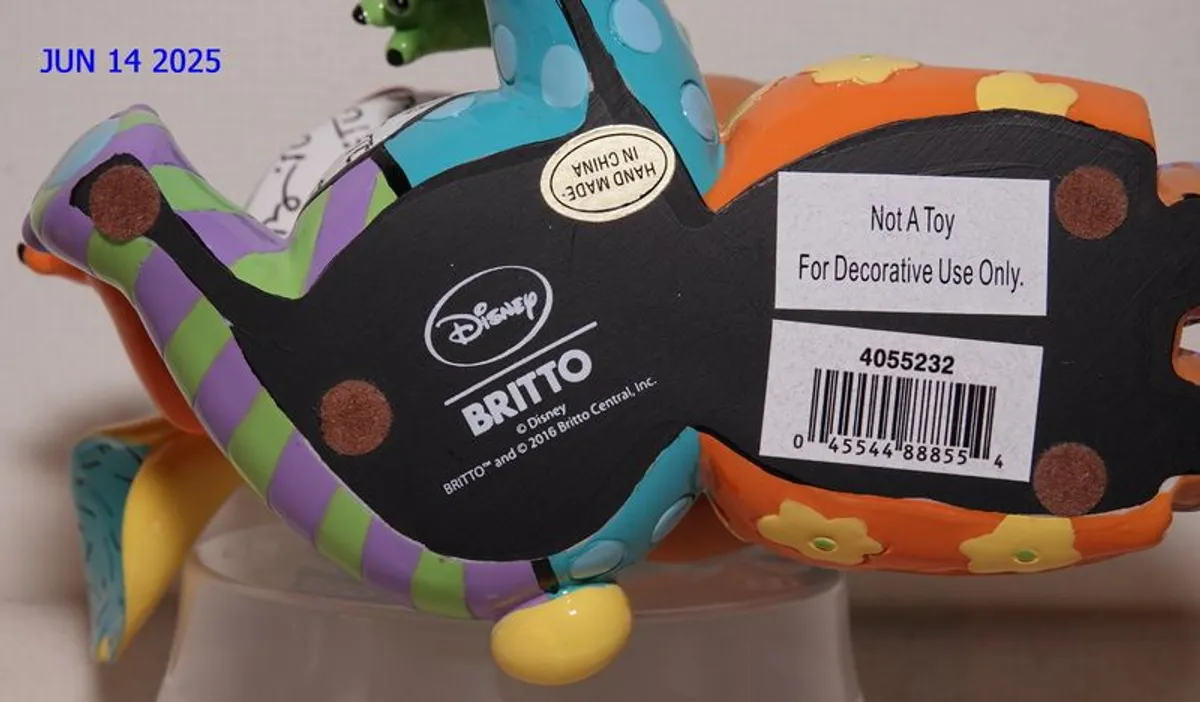 JUN 14 2025
HAND MADE
IN CHINA
Not A Toy
For Decorative Use Only.
Disney
BRITTO
© Disney
BRITTO™ and © 2016 Britto Central, Inc.
4055232
0 45544 88855 4